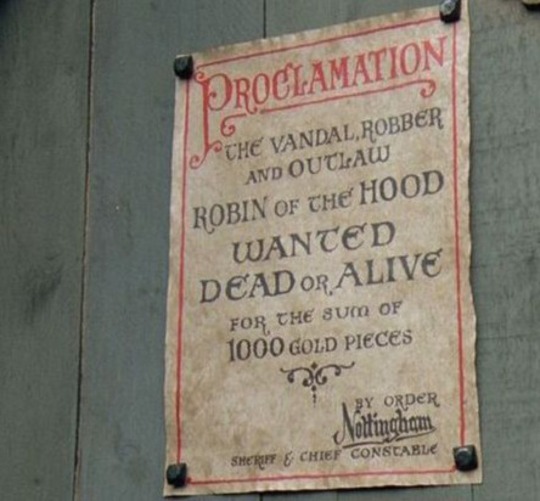 PROCLAMATION
THE VANDAL, ROBBER
AND OUTLAW
ROBIN OF THE HOOD
WANTED
DEAD OR ALIVE
FOR THE SUM OF
1000 GOLD PIECES
BY ORDER
Nottingham
SHERIFF & CHIEF CONSTABLE